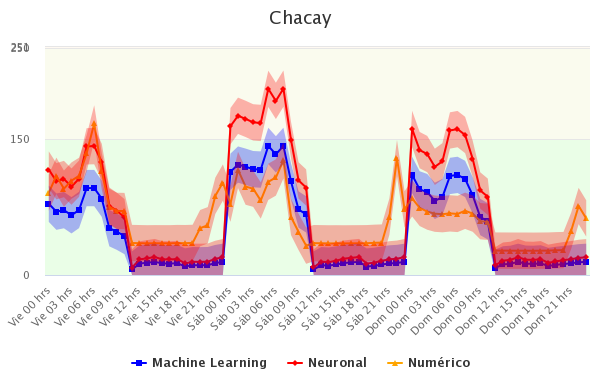 Chacay
250
150
0
Vie 00 hrs
Vie 03 hrs
Vie 06 hrs
Vie 09 hrs
Vie 12 hrs
Vie 15 hrs
Vie 18 hrs
Vie 21 hrs
Sáb 00 hrs
Sáb 03 hrs
Sáb 06 hrs
Sáb 09 hrs
Sáb 12 hrs
Sáb 15 hrs
Sáb 18 hrs
Sáb 21 hrs
Dom 00 hrs
Dom 03 hrs
Dom 06 hrs
Dom 09 hrs
Dom 12 hrs
Dom 15 hrs
Dom 18 hrs
Dom 21 hrs
Machine Learning Neuronal Numérico